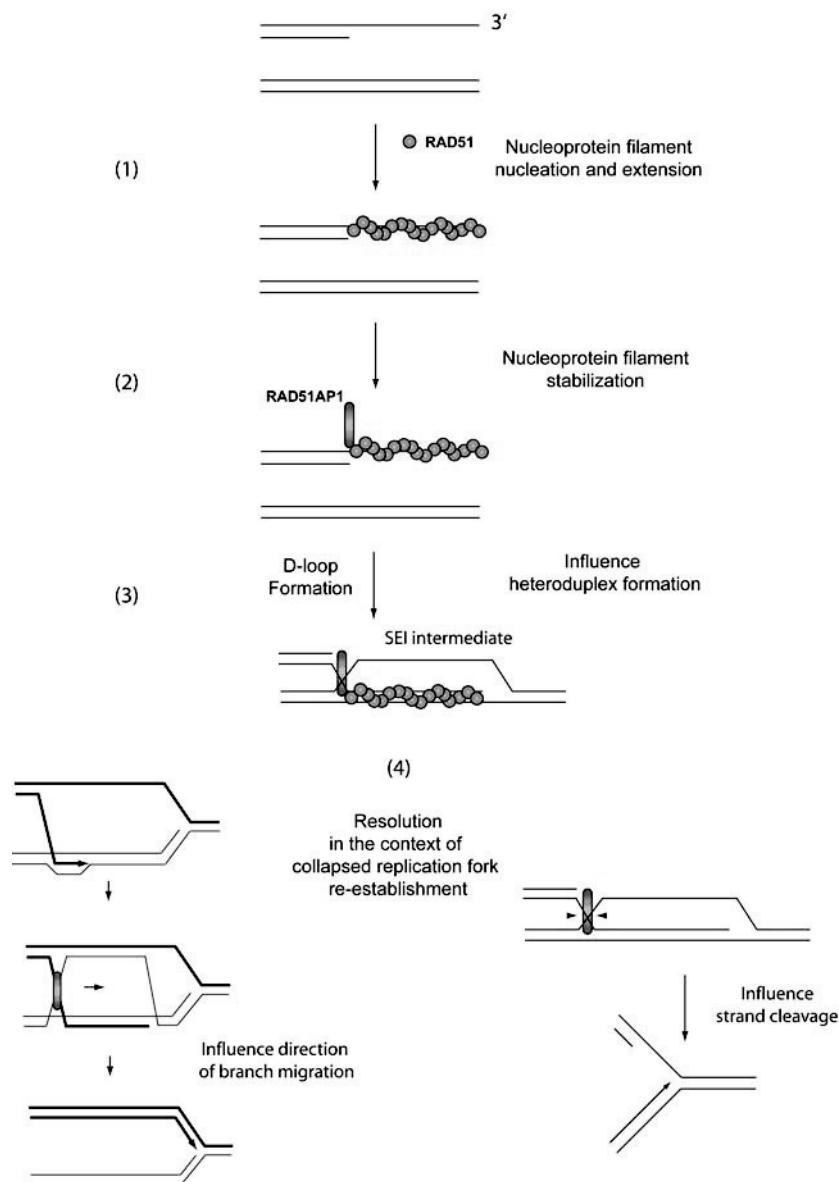 3′
RAD51
Nucleoprotein filament
nucleation and extension
(1)
Nucleoprotein filament
stabilization
(2)
RAD51AP1
D-loop
Formation
Influence
heteroduplex formation
(3)
SEI intermediate
(4)
Resolution
in the context of
collapsed replication fork
re-establishment
Influence direction
of branch migration
Influence
strand cleavage